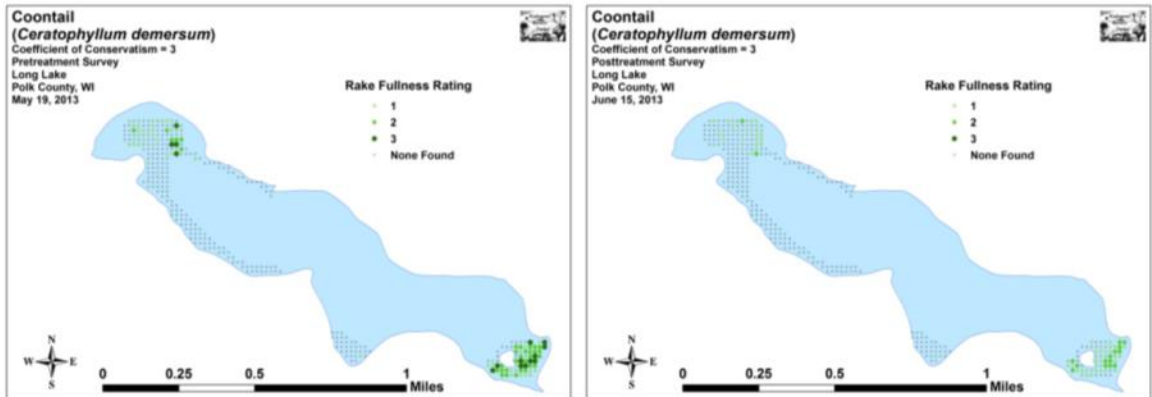 Coontail
(Ceratophyllum demersum)
Coefficient of Conservatism = 3
Pretreatment Survey
Long Lake
Polk County, WI
May 19, 2013
Rake Fullness Rating
1
2
3
None Found
N
W E
S
0 0.25 0.5 1
Miles
Coontail
(Ceratophyllum demersum)
Coefficient of Conservatism = 3
Posttreatment Survey
Long Lake
Polk County, WI
June 15, 2013
Rake Fullness Rating
1
2
3
None Found
N
W E
S
0 0.25 0.5 1
Miles